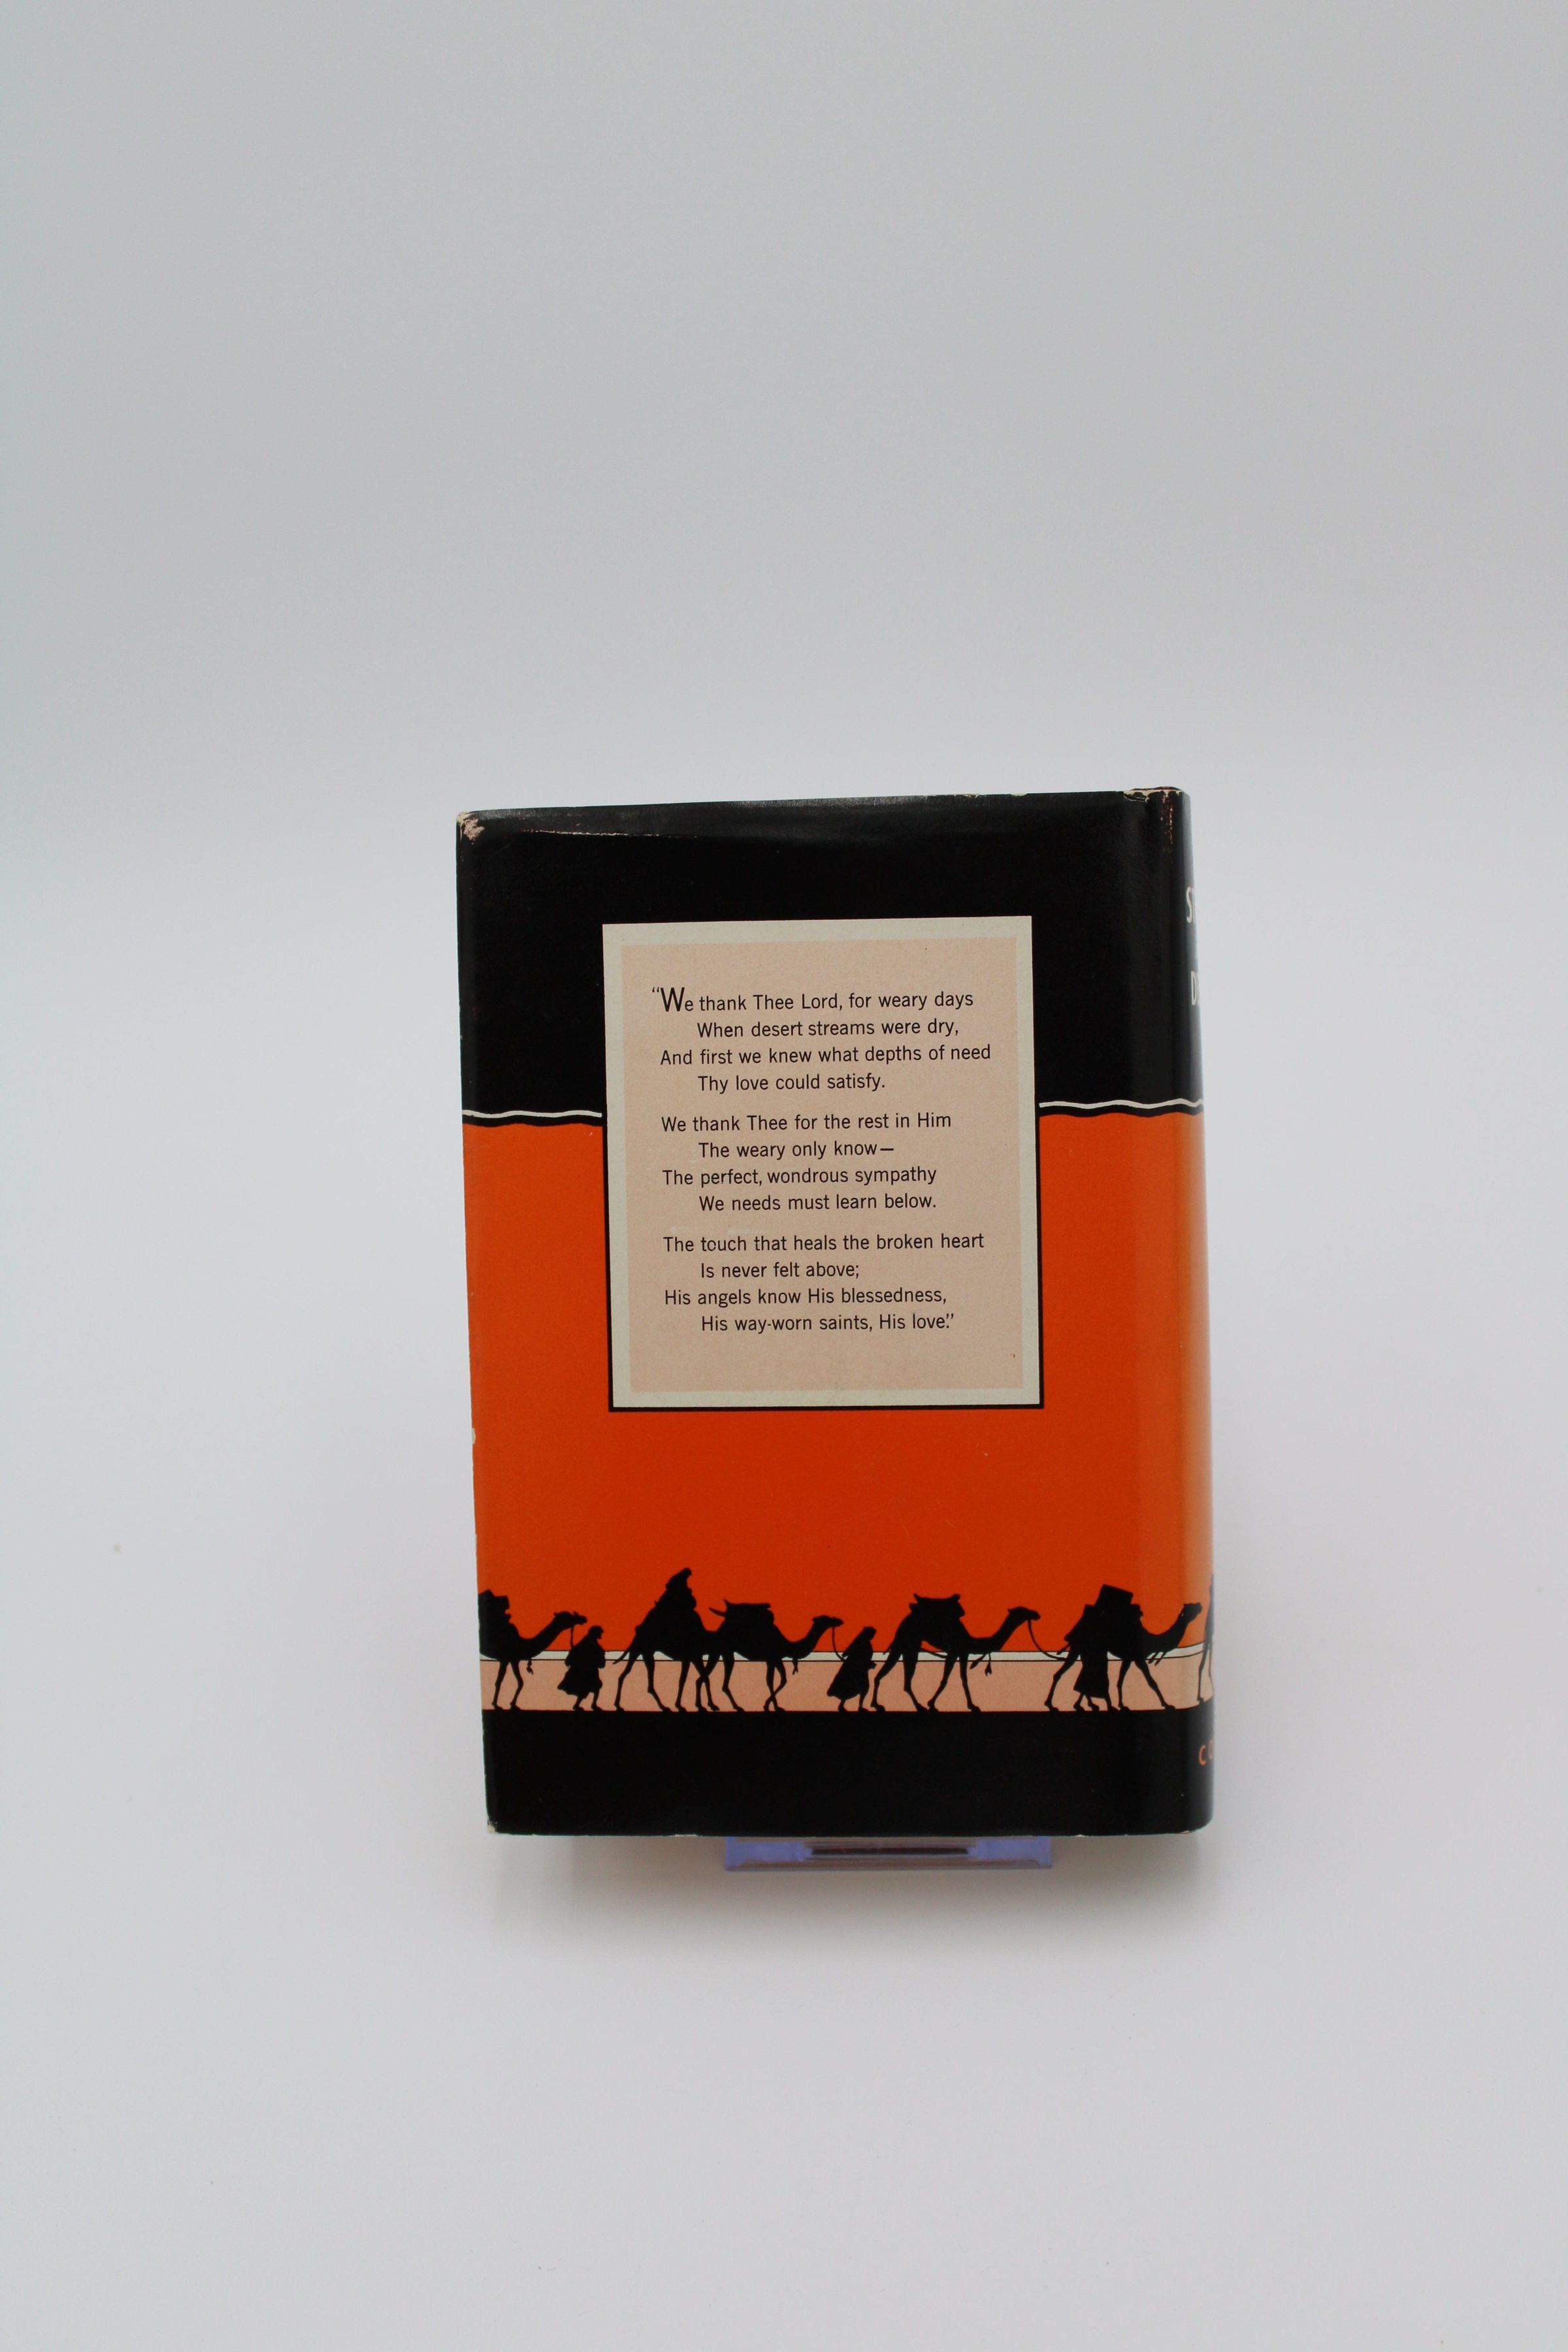 “We thank Thee Lord, for weary days
When desert streams were dry,
And first we knew what depths of need
Thy love could satisfy.
We thank Thee for the rest in Him
The weary only know—
The perfect, wondrous sympathy
We needs must learn below.
The touch that heals the broken heart
Is never felt above;
His angels know His blessedness,
His way-worn saints, His love.”